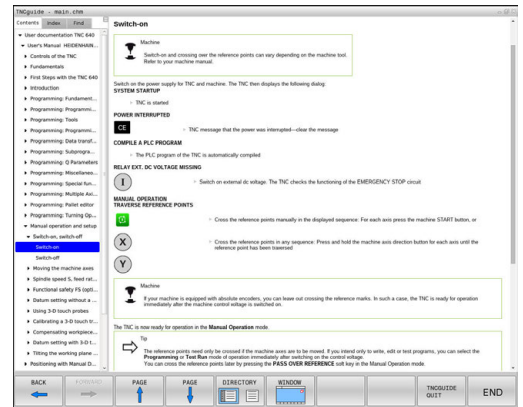 TNCguide - main.chm
Contents
Index
Find
User documentation TNC 640
User's Manual HEIDENHAIN...
Controls of the TNC
Fundamentals
First Steps with the TNC 640
Introduction
Programming: Fundament...
Programming: Programmi...
Programming: Tools
Programming: Programmi...
Programming: Data transf...
Programming: Subprogra...
Programming: Q Parameters
Programming: Miscellaneo...
Programming: Special fun...
Programming: Multiple Axi...
Programming: Pallet editor
Programming: Turning Op...
Manual operation and setup
Switch-on, switch-off
Switch-on
Switch-off
Moving the machine axes
Spindle speed S, feed rat...
Functional safety FS (opti...
Datum setting without a ...
Using 3-D touch probes
Calibrating a 3-D touch tr...
Compensating workpiece...
Datum setting with 3-D t...
Tilting the working plane ...
Positioning with Manual D...
Switch-on
Machine
Switch-on and crossing over the reference points can vary depending on the machine tool.
Refer to your machine manual.
Switch on the power supply for TNC and machine. The TNC then displays the following dialog:
SYSTEM STARTUP
TNC is started
POWER INTERRUPTED
CE
TNC message that the power was interrupted—clear the message
COMPILE A PLC PROGRAM
The PLC program of the TNC is automatically compiled
RELAY EXT. DC VOLTAGE MISSING
I
Switch on external dc voltage. The TNC checks the functioning of the EMERGENCY STOP circuit
MANUAL OPERATION
TRAVERSE REFERENCE POINTS
Cross the reference points manually in the displayed sequence: For each axis press the machine START button, or
X
Cross the reference points in any sequence: Press and hold the machine axis direction button for each axis until the
reference point has been traversed
Y
Machine
If your machine is equipped with absolute encoders, you can leave out crossing the reference marks. In such a case, the TNC is ready for operation
immediately after the machine control voltage is switched on.
The TNC is now ready for operation in the Manual Operation mode.
Tip
The reference points need only be crossed if the machine axes are to be moved. If you intend only to write, edit or test programs, you can select the
Programming or Test Run mode of operation immediately after switching on the control voltage.
You can cross the reference points later by pressing the PASS OVER REFERENCE soft key in the Manual Operation mode.
BACK
FORWARD
PAGE
PAGE
DIRECTORY
WINDOW
TNCGUIDE
QUIT
END